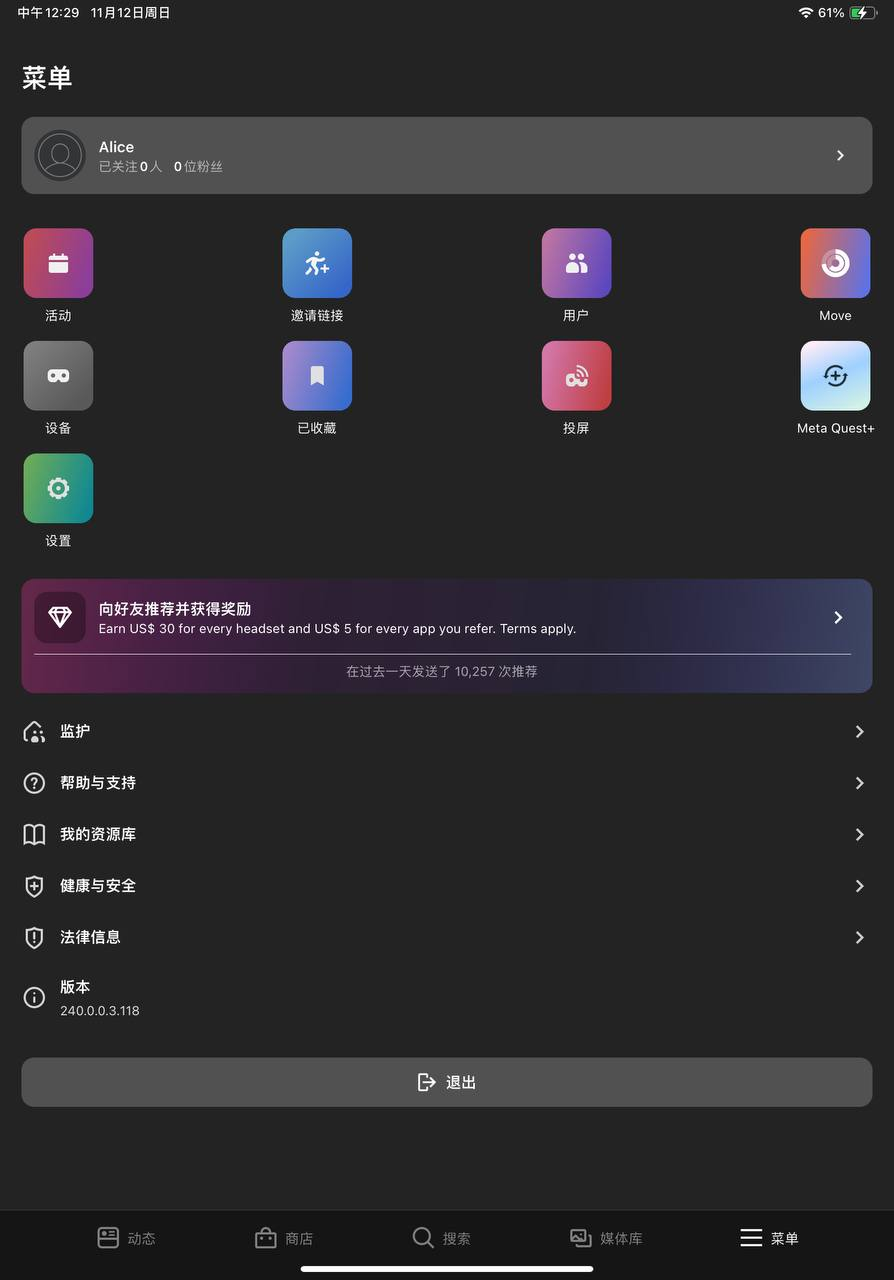 中午12:29 11月12日周日
61%
菜单
Alice
已关注0人 0位粉丝
活动
邀请链接
用户
Move
设备
已收藏
投屏
Meta Quest+
设置
向好友推荐并获得奖励
Earn US$ 30 for every headset and US$ 5 for every app you refer. Terms apply.
在过去一天发送了 10,257 次推荐
监护
帮助与支持
我的资源库
健康与安全
法律信息
版本
240.0.0.3.118
退出
动态
商店
搜索
媒体库
菜单